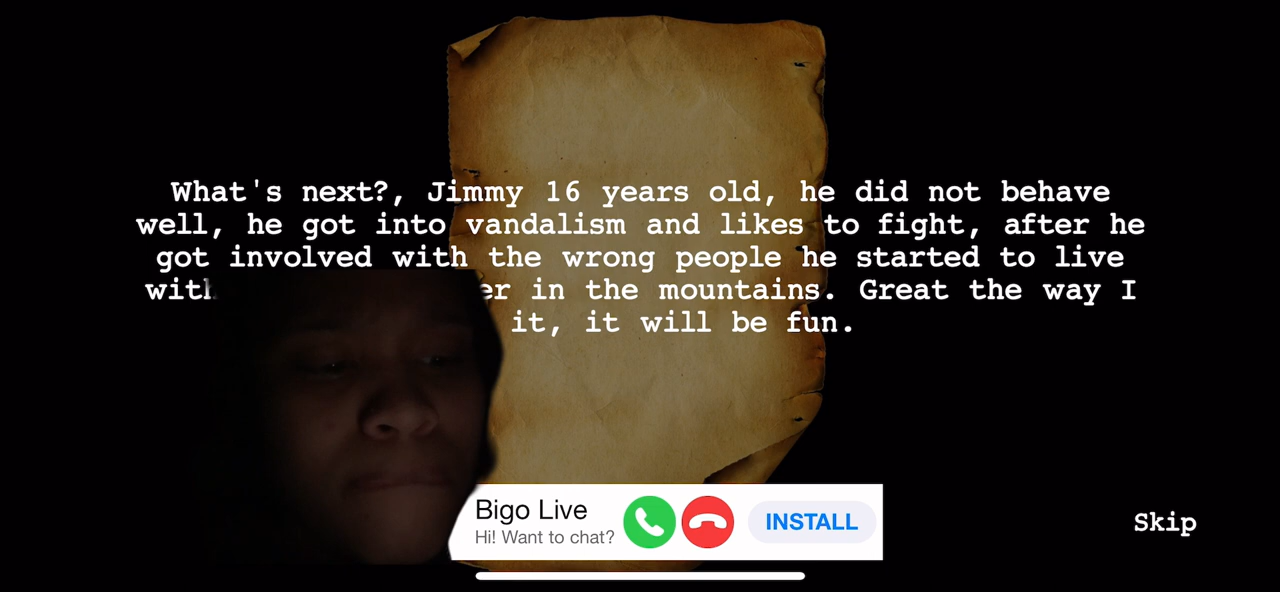 What's next?, Jimmy 16 years old, he did not behave
well, he got into vandalism and likes to fight, after he
got involved with the wrong people he started to live
with er in the mountains. Great the way I
it, it will be fun.
Bigo Live
Hi! Want to chat?
INSTALL
Skip